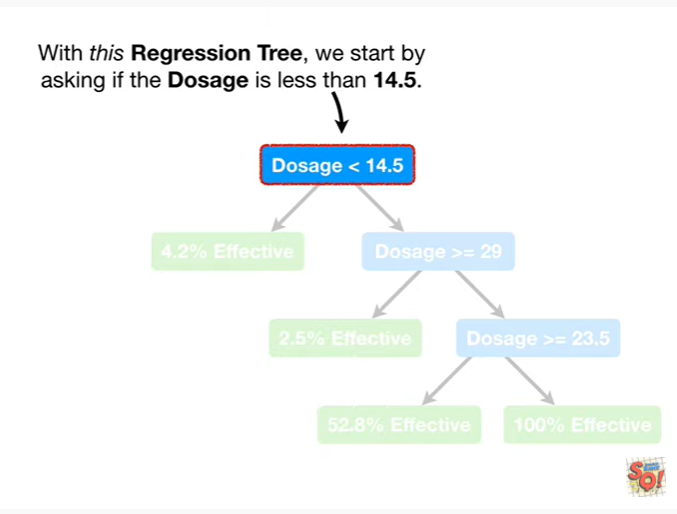 With this Regression Tree, we start by
asking if the Dosage is less than 14.5.
Dosage < 14.5
4.2% Effective
Dosage >= 29
2.5% Effective
Dosage >= 23.5
52.8% Effective
100% Effective
SQ!